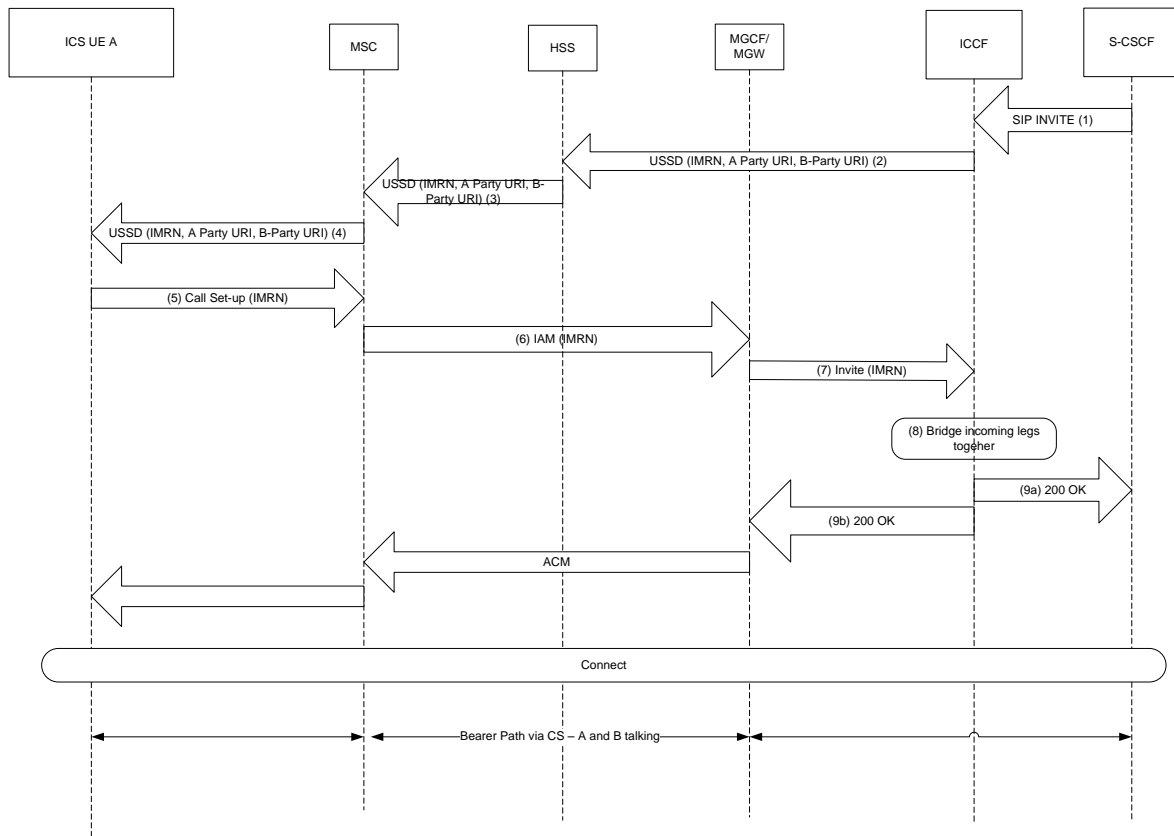 ICS UE A
MSC
HSS
MGCF/
MGW
ICCF
S-CSCF
SIP INVITE (1)
USSD (IMRN, A Party URI, B-Party URI) (2)
USSD (IMRN, A Party URI, B-
Party URI) (3)
USSD (IMRN, A Party URI, B-Party URI) (4)
(5) Call Set-up (IMRN)
(6) IAM (IMRN)
(7) Invite (IMRN)
(8) Bridge incoming legs
togeher
(9a) 200 OK
(9b) 200 OK
ACM
Connect
Bearer Path via CS – A and B talking